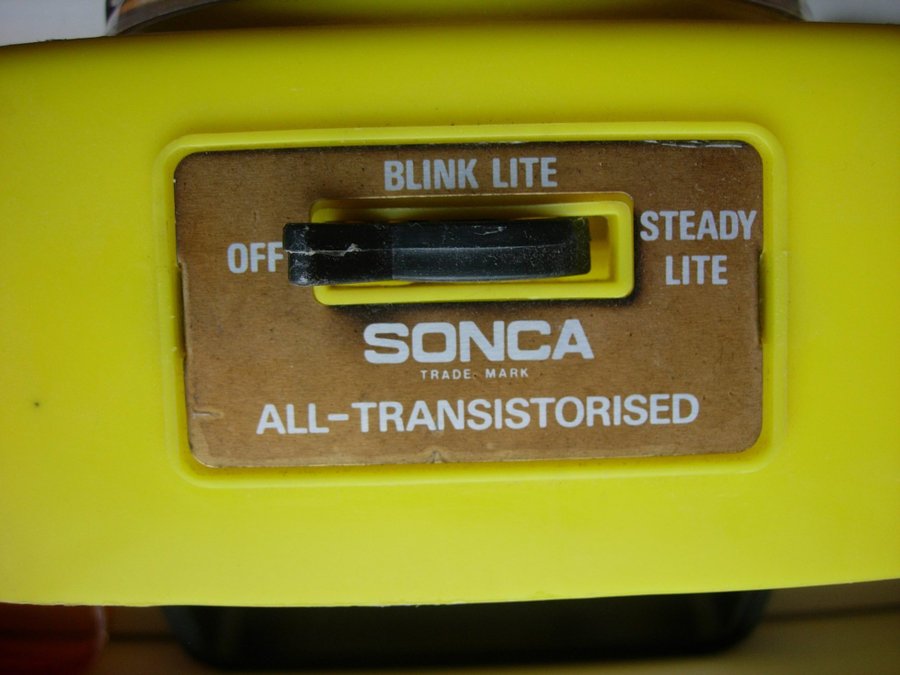 BLINK LITE
OFF
STEADY
LITE
SONCA
TRADE MARK
ALL-TRANSISTORISED